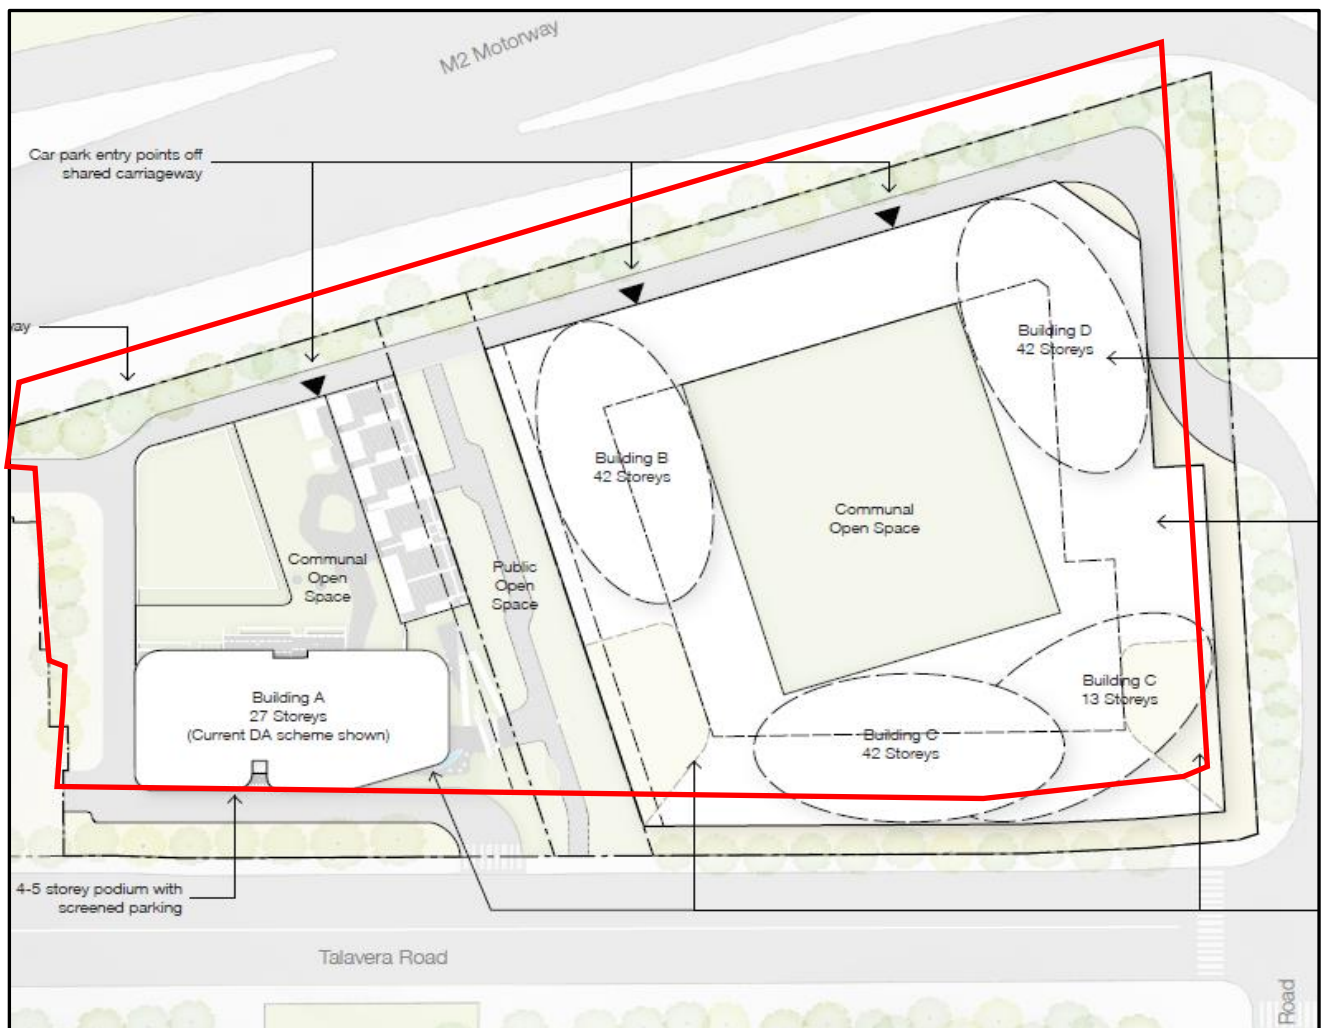 M2 Motorway
Car park entry points off
shared carriageway
Building D
42 Storeys
Building B
42 Storeys
Communal
Open Space
Communal
Open
Space
Public
Open
Space
Building A
27 Storeys
(Current DA scheme shown)
Building C
13 Storeys
Building C
42 Storeys
4-5 storey podium with
screened parking
Talavera Road
Road